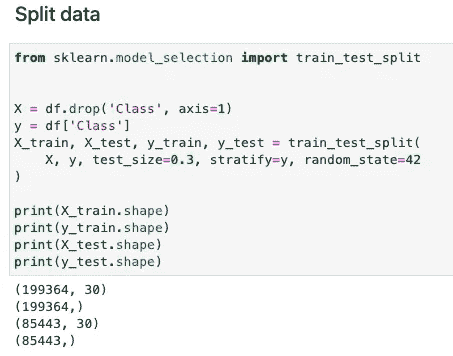 Split data
from sklearn.model_selection import train_test_split
X = df.drop('Class', axis=1)
y = df['Class']
X_train, X_test, y_train, y_test = train_test_split(
    X, y, test_size=0.3, stratify=y, random_state=42
)
print(X_train.shape)
print(y_train.shape)
print(X_test.shape)
print(y_test.shape)
(199364, 30)
(199364,)
(85443, 30)
(85443,)